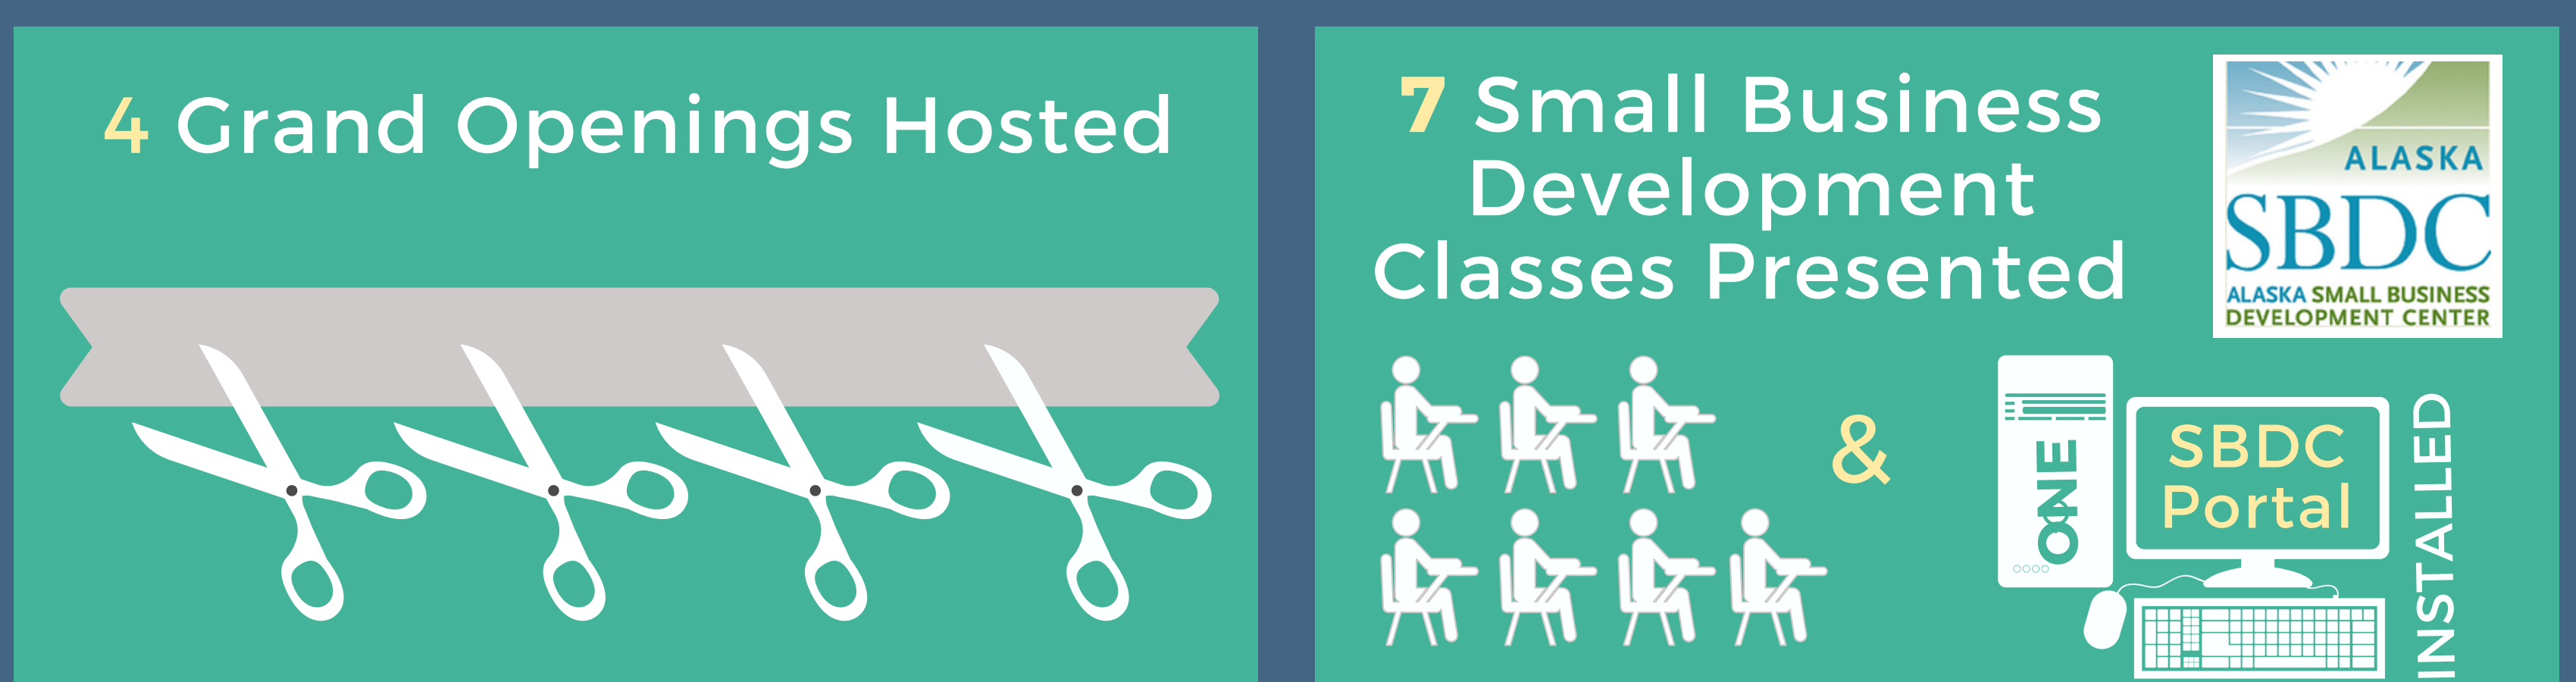 4 Grand Openings Hosted
7 Small Business
Development
Classes Presented
ALASKA
SBDC
ALASKA SMALL BUSINESS
DEVELOPMENT CENTER
&
ONE
SBDC
Portal
INSTALLED